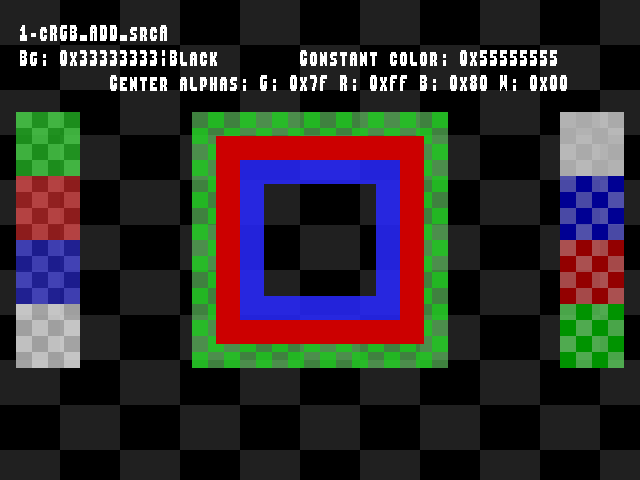 1-cRGB_ADD_srcA
Bg: 0x33333333¦Black Constant color: 0x55555555
Center alphas: G: 0x7F R: 0xFF B: 0x80 W: 0x00